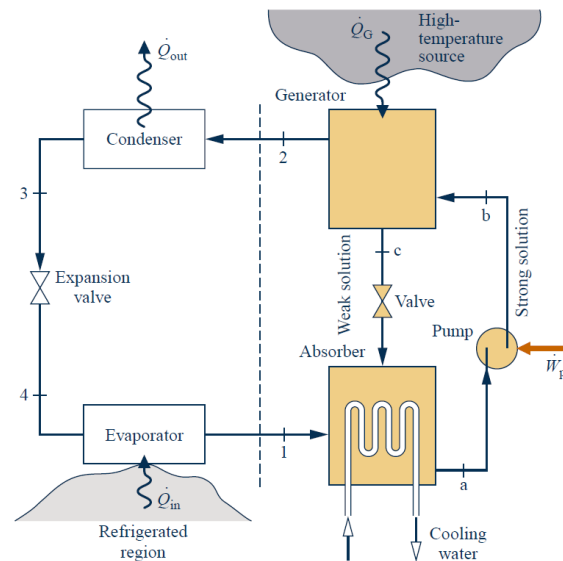 Q̇G
High-
temperature
source
Q̇out
Generator
Condenser
2
3
b
c
Weak solution
Strong solution
Expansion
valve
Valve
Pump
Absorber
Ẇp
4
Evaporator
1
a
Q̇in
Refrigerated
region
Cooling
water